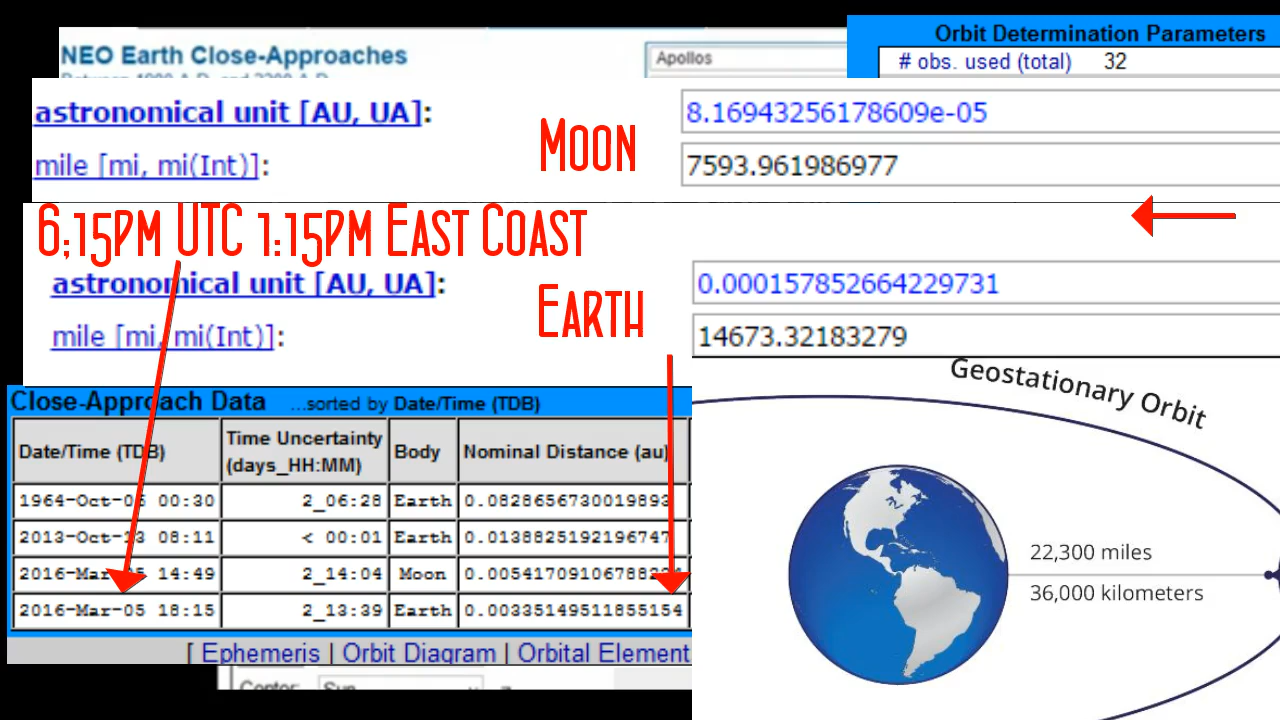 NEO Earth Close-Approaches
Apollos
Orbit Determination Parameters
# obs. used (total) 32
astronomical unit [AU, UA]: 8.16943256178609e-05
mile [mi, mi(Int)]: 7593.961986977
Moon
6;15PM UTC 1:15PM East Coast
astronomical unit [AU, UA]: 0.000157852664229731
mile [mi, mi(Int)]: 14673.32183279
Earth
Close-Approach Data ...sorted by Date/Time (TDB)
Date/Time (TDB) Time Uncertainty (days_HH:MM) Body Nominal Distance (au)
1964-Oct- 00:30 2_06:28 Earth 0.0828656730019893
2013-Oct- 08:11 < 00:01 Earth 0.0138825192196747
2016-Mar-05 14:49 2_14:04 Moon
2016-Mar-05 18:15 2_13:39 Earth 0.00335149511855154
[ Ephemeris | Orbit Diagram | Orbital Element
Geostationary Orbit
22,300 miles
36,000 kilometers